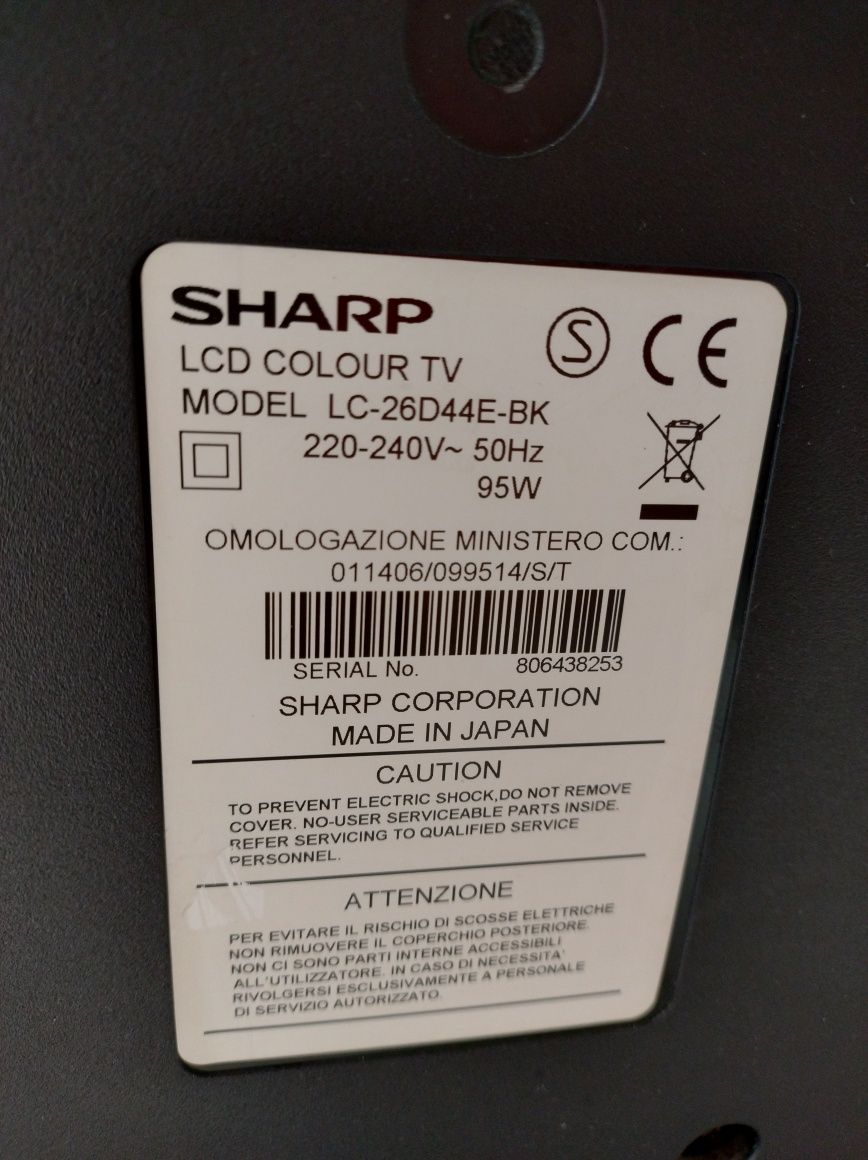 SHARP
LCD COLOUR TV
MODEL LC-26D44E-BK
220-240V~ 50Hz
95W
S
CE
OMOLOGAZIONE MINISTERO COM.:
011406/099514/S/T
SERIAL No. 806438253
SHARP CORPORATION
MADE IN JAPAN
CAUTION
TO PREVENT ELECTRIC SHOCK,DO NOT REMOVE
COVER. NO-USER SERVICEABLE PARTS INSIDE.
REFER SERVICING TO QUALIFIED SERVICE
PERSONNEL.
ATTENZIONE
PER EVITARE IL RISCHIO DI SCOSSE ELETTRICHE
NON RIMUOVERE IL COPERCHIO POSTERIORE.
NON CI SONO PARTI INTERNE ACCESSIBILI
ALL'UTILIZZATORE. IN CASO DI NECESSITA'
RIVOLGERSI ESCLUSIVAMENTE A PERSONALE
DI SERVIZIO AUTORIZZATO.